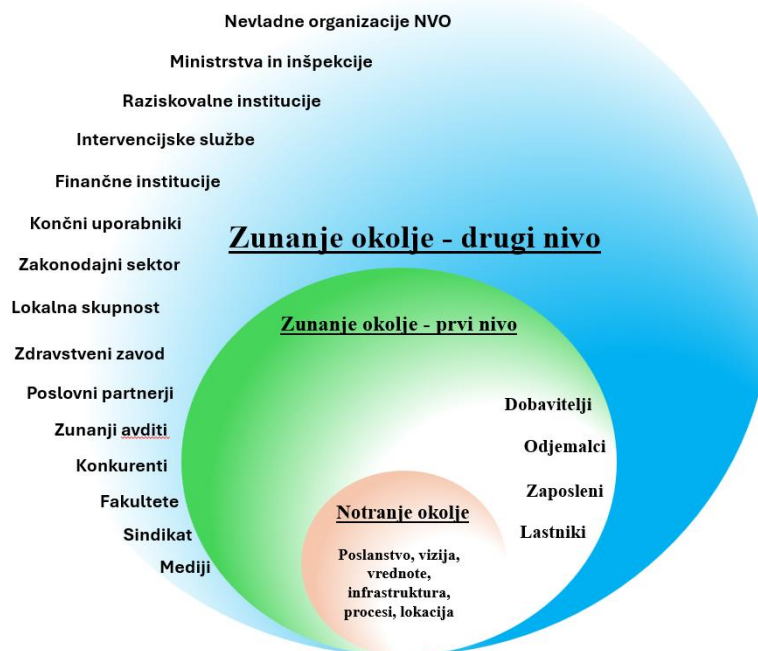 Nevladne organizacije NVO
Ministrstva in inšpekcije
Raziskovalne institucije
Intervencijske službe
Finančne institucije
Končni uporabniki
Zakonodajni sektor
Lokalna skupnost
Zdravstveni zavod
Poslovni partnerji
Zunanji avditi
Konkurenti
Fakultete
Sindikat
Mediji
Zunanje okolje - drugi nivo
Zunanje okolje - prvi nivo
Dobavitelji
Odjemalci
Zaposleni
Lastniki
Notranje okolje
Poslanstvo, vizija,
vrednote,
infrastruktura,
procesi, lokacija